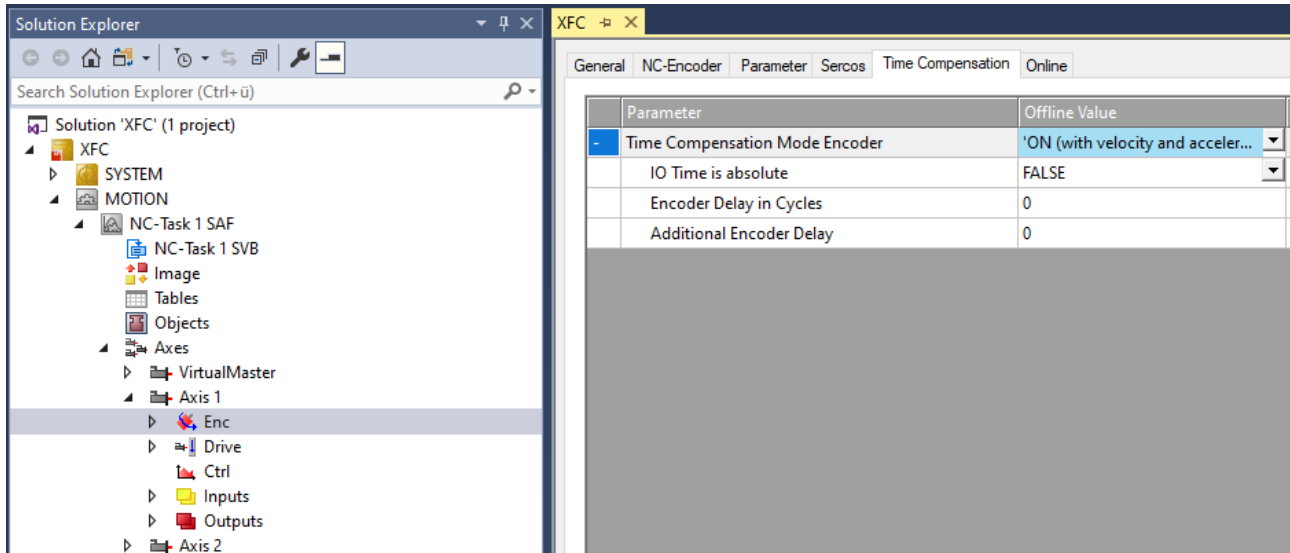 Solution Explorer
Search Solution Explorer (Ctrl+ü)
Solution 'XFC' (1 project)
XFC
SYSTEM
MOTION
NC-Task 1 SAF
NC-Task 1 SVB
Image
Tables
Objects
Axes
VirtualMaster
Axis 1
Enc
Drive
Ctrl
Inputs
Outputs
Axis 2
XFC
General NC-Encoder Parameter Sercos Time Compensation Online
Parameter Offline Value
- Time Compensation Mode Encoder 'ON (with velocity and acceler...
IO Time is absolute FALSE
Encoder Delay in Cycles 0
Additional Encoder Delay 0